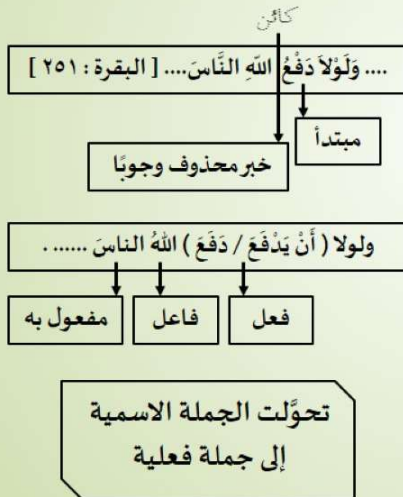 كائن
.... وَلَوْلاَ دَفْعُ اللّهِ النَّاسَ.... [ البقرة : ٢٥١ ]
مبتدأ
خبر محذوف وجوبًا
ولولا ( أَنْ يَدْفَعَ / دَفَعَ ) اللهُ الناسَ ...... .
فعل
فاعل
مفعول به
تحوَّلت الجملة الاسمية
إلى جملة فعلية